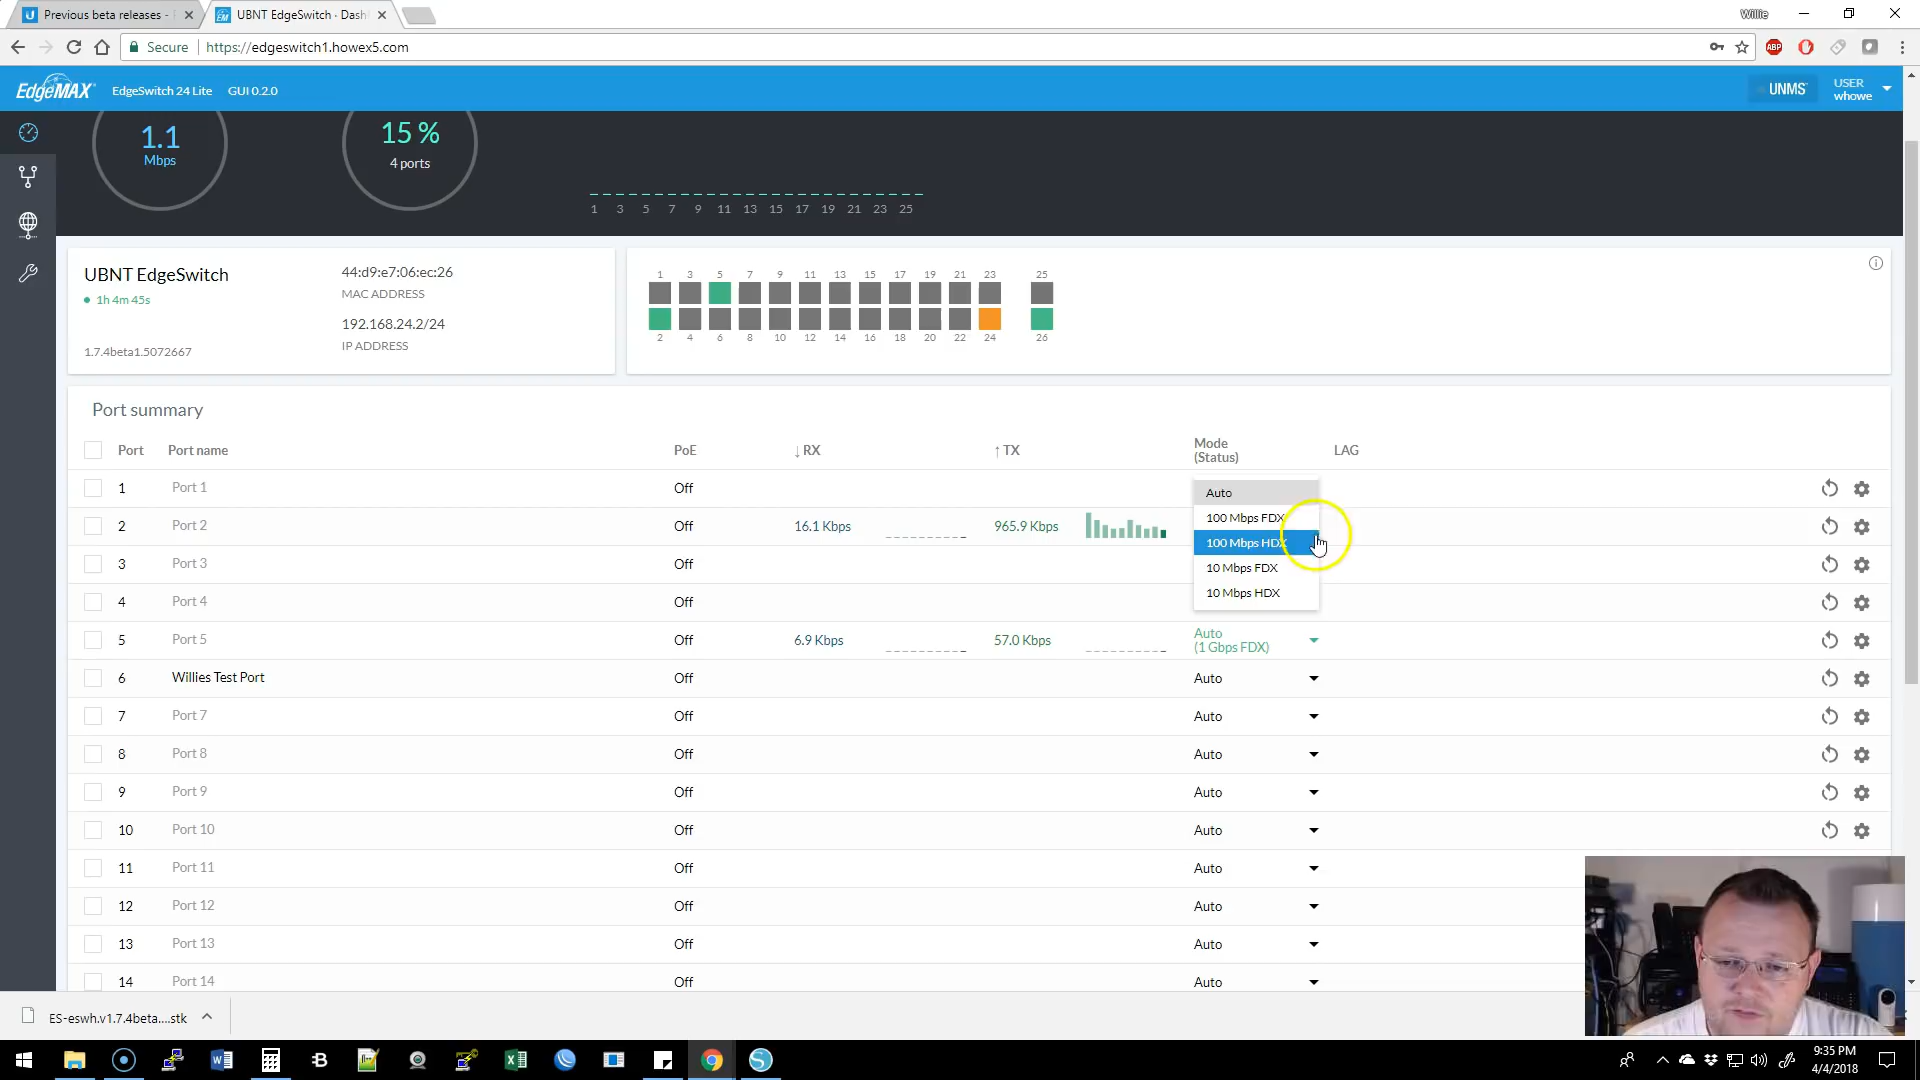 Previous beta releases -
UBNT EdgeSwitch - Dash
Willie
Secure
https://edgeswitch1.howex5.com
ABP
EdgeMAX
EdgeSwitch 24 Lite
GUI 0.2.0
UNMS
USER
whowe
1.1
Mbps
15 %
4 ports
1 3 5 7 9 11 13 15 17 19 21 23 25
UBNT EdgeSwitch
1h 4m 45s
1.7.4beta1.5072667
44:d9:e7:06:ec:26
MAC ADDRESS
192.168.24.2/24
IP ADDRESS
1 3 5 7 9 11 13 15 17 19 21 23 25
2 4 6 8 10 12 14 16 18 20 22 24 26
Port summary
Port Port name PoE ↓ RX ↑ TX Mode (Status) LAG
1 Port 1 Off
2 Port 2 Off 16.1 Kbps 965.9 Kbps
3 Port 3 Off
4 Port 4 Off
Auto
100 Mbps FDX
100 Mbps HDX
10 Mbps FDX
10 Mbps HDX
5 Port 5 Off 6.9 Kbps 57.0 Kbps Auto (1 Gbps FDX)
6 Willies Test Port Off Auto
7 Port 7 Off Auto
8 Port 8 Off Auto
9 Port 9 Off Auto
10 Port 10 Off Auto
11 Port 11 Off Auto
12 Port 12 Off Auto
13 Port 13 Off Auto
14 Port 14 Off Auto
ES-eswh.v1.7.4beta....stk
9:35 PM
4/4/2018